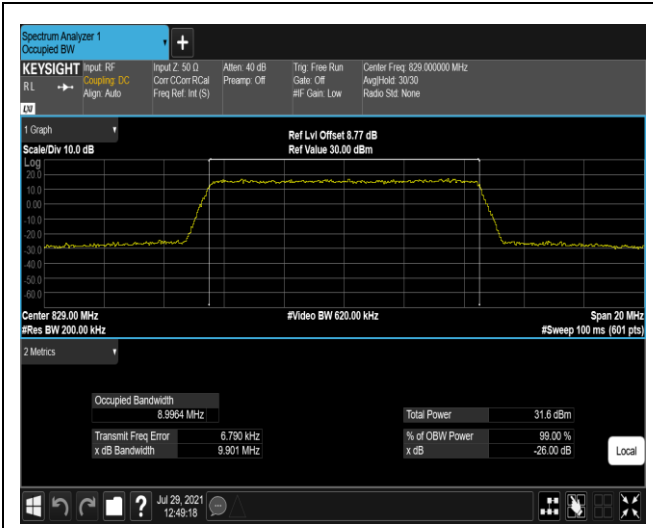 Spectrum Analyzer 1
Occupied BW
+
KEYSIGHT Input: RF Input Z: 50 Ω Atten: 40 dB Trig: Free Run Center Freq: 829.000000 MHz
RL Coupling: DC Corr CCorr RCal Preamp: Off Gate: Off Avg|Hold: 30/30
Align: Auto Freq Ref: Int (S) #IF Gain: Low Radio Std: None
LXI
1 Graph
Ref Lvl Offset 8.77 dB
Scale/Div 10.0 dB Ref Value 30.00 dBm
Log
20.0
10.0
0.00
-10.0
-20.0
-30.0
-40.0
-50.0
-60.0
Center 829.00 MHz #Video BW 620.00 kHz Span 20 MHz
#Res BW 200.00 kHz #Sweep 100 ms (601 pts)
2 Metrics
Occupied Bandwidth
8.9964 MHz Total Power 31.6 dBm
Transmit Freq Error 6.790 kHz % of OBW Power 99.00 %
x dB Bandwidth 9.901 MHz x dB -26.00 dB
Local
? Jul 29, 2021
12:49:18